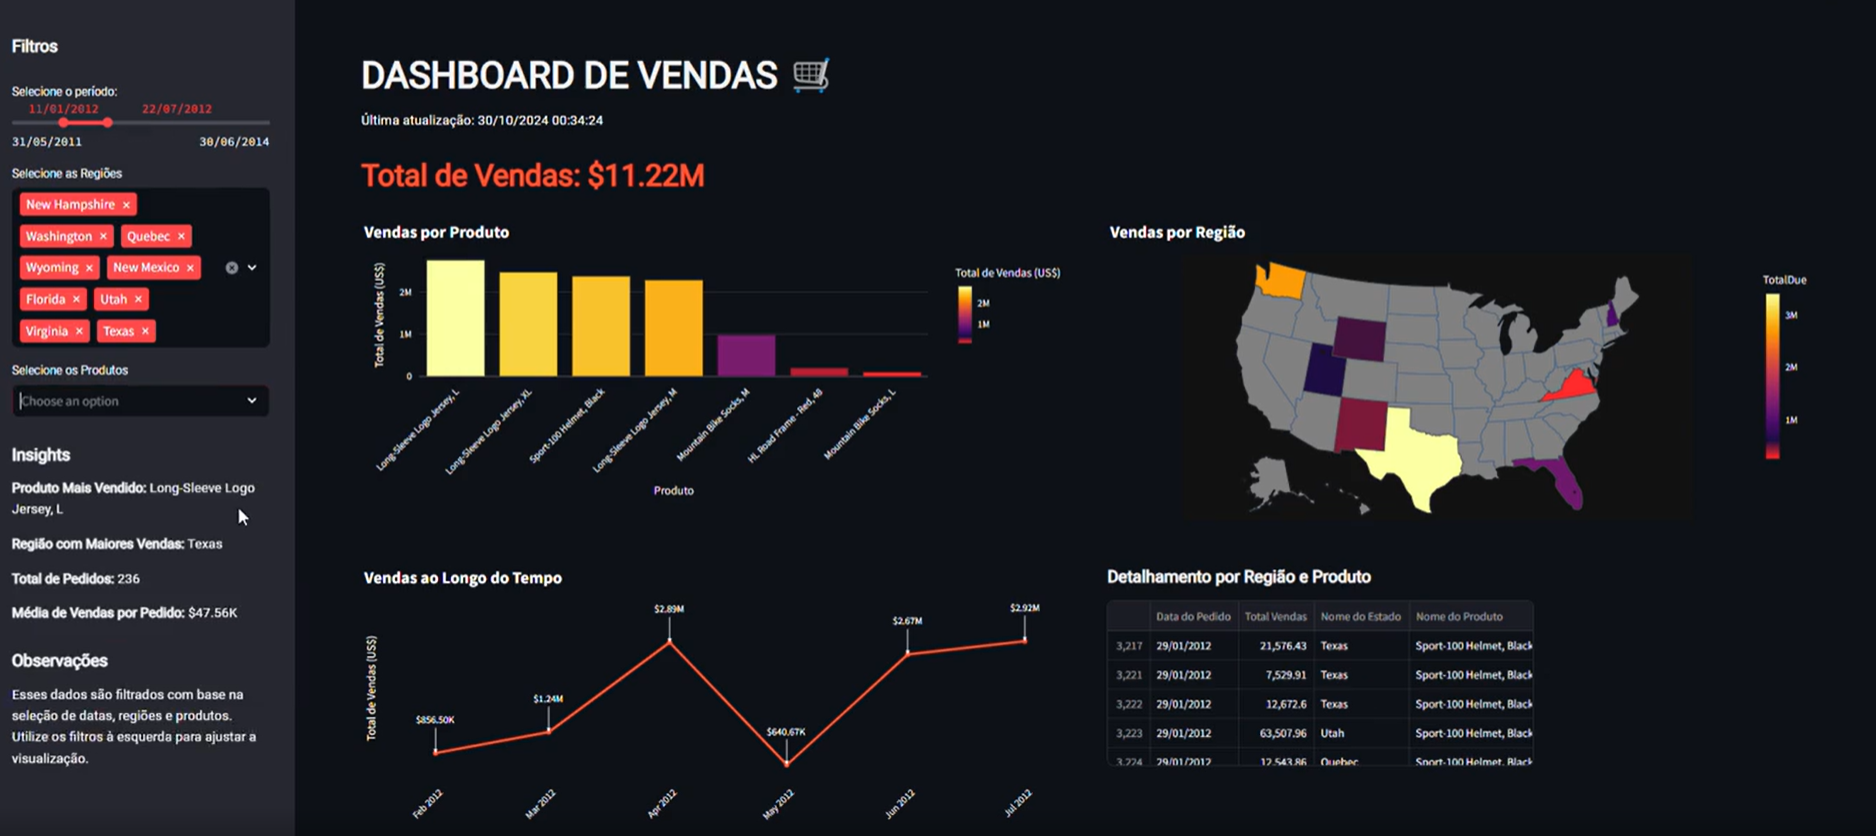 Filtros
Selecione o período:
11/01/2012 22/07/2012
31/05/2011 30/06/2014
Selecione as Regiões
New Hampshire ×
Washington × Quebec ×
Wyoming × New Mexico ×
Florida × Utah ×
Virginia × Texas ×
Selecione os Produtos
Choose an option
Insights
Produto Mais Vendido: Long-Sleeve Logo
Jersey, L
Região com Maiores Vendas: Texas
Total de Pedidos: 236
Média de Vendas por Pedido: $47.56K
Observações
Esses dados são filtrados com base na
seleção de datas, regiões e produtos.
Utilize os filtros à esquerda para ajustar a
visualização.
DASHBOARD DE VENDAS
Última atualização: 30/10/2024 00:34:24
Total de Vendas: $11.22M
Vendas por Produto
Total de Vendas (US$)
2M
1M
0
Long-Sleeve Logo Jersey, L
Long-Sleeve Logo Jersey, XL
Sport-100 Helmet, Black
Long-Sleeve Logo Jersey, M
Mountain Bike Socks, M
HL Road Frame - Red, 48
Mountain Bike Socks, L
Produto
Total de Vendas (US$)
2M
1M
Vendas por Região
TotalDue
3M
2M
1M
Vendas ao Longo do Tempo
Total de Vendas (US$)
$856.50K
$1.24M
$2.89M
$640.67K
$2.67M
$2.92M
Feb 2012
Mar 2012
Apr 2012
May 2012
Jun 2012
Jul 2012
Detalhamento por Região e Produto
Data do Pedido Total Vendas Nome do Estado Nome do Produto
3,217 29/01/2012 21,576.43 Texas Sport-100 Helmet, Black
3,221 29/01/2012 7,529.91 Texas Sport-100 Helmet, Black
3,222 29/01/2012 12,672.6 Texas Sport-100 Helmet, Black
3,223 29/01/2012 63,507.96 Utah Sport-100 Helmet, Black
3,224 29/01/2012 12,543.86 Quebec Sport-100 Helmet, Black